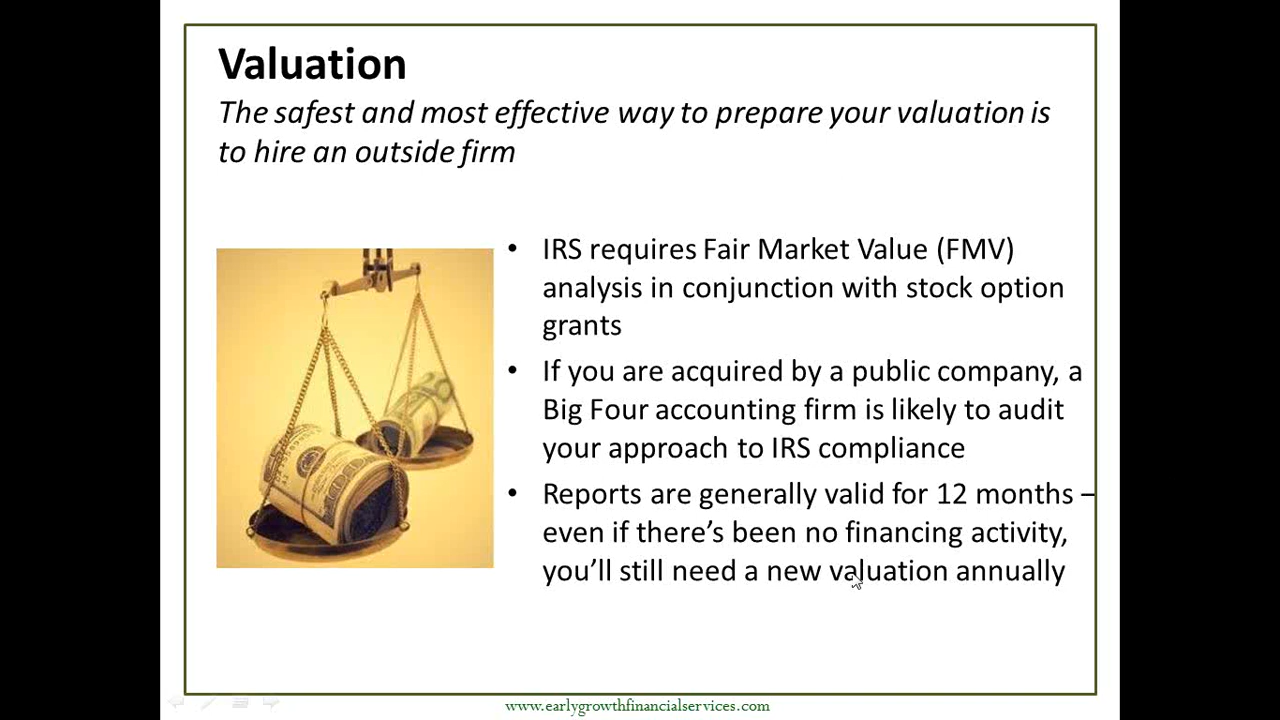 Valuation
The safest and most effective way to prepare your valuation is
to hire an outside firm
• IRS requires Fair Market Value (FMV)
analysis in conjunction with stock option
grants
• If you are acquired by a public company, a
Big Four accounting firm is likely to audit
your approach to IRS compliance
• Reports are generally valid for 12 months –
even if there’s been no financing activity,
you’ll still need a new valuation annually
www.earlygrowthfinancialservices.com